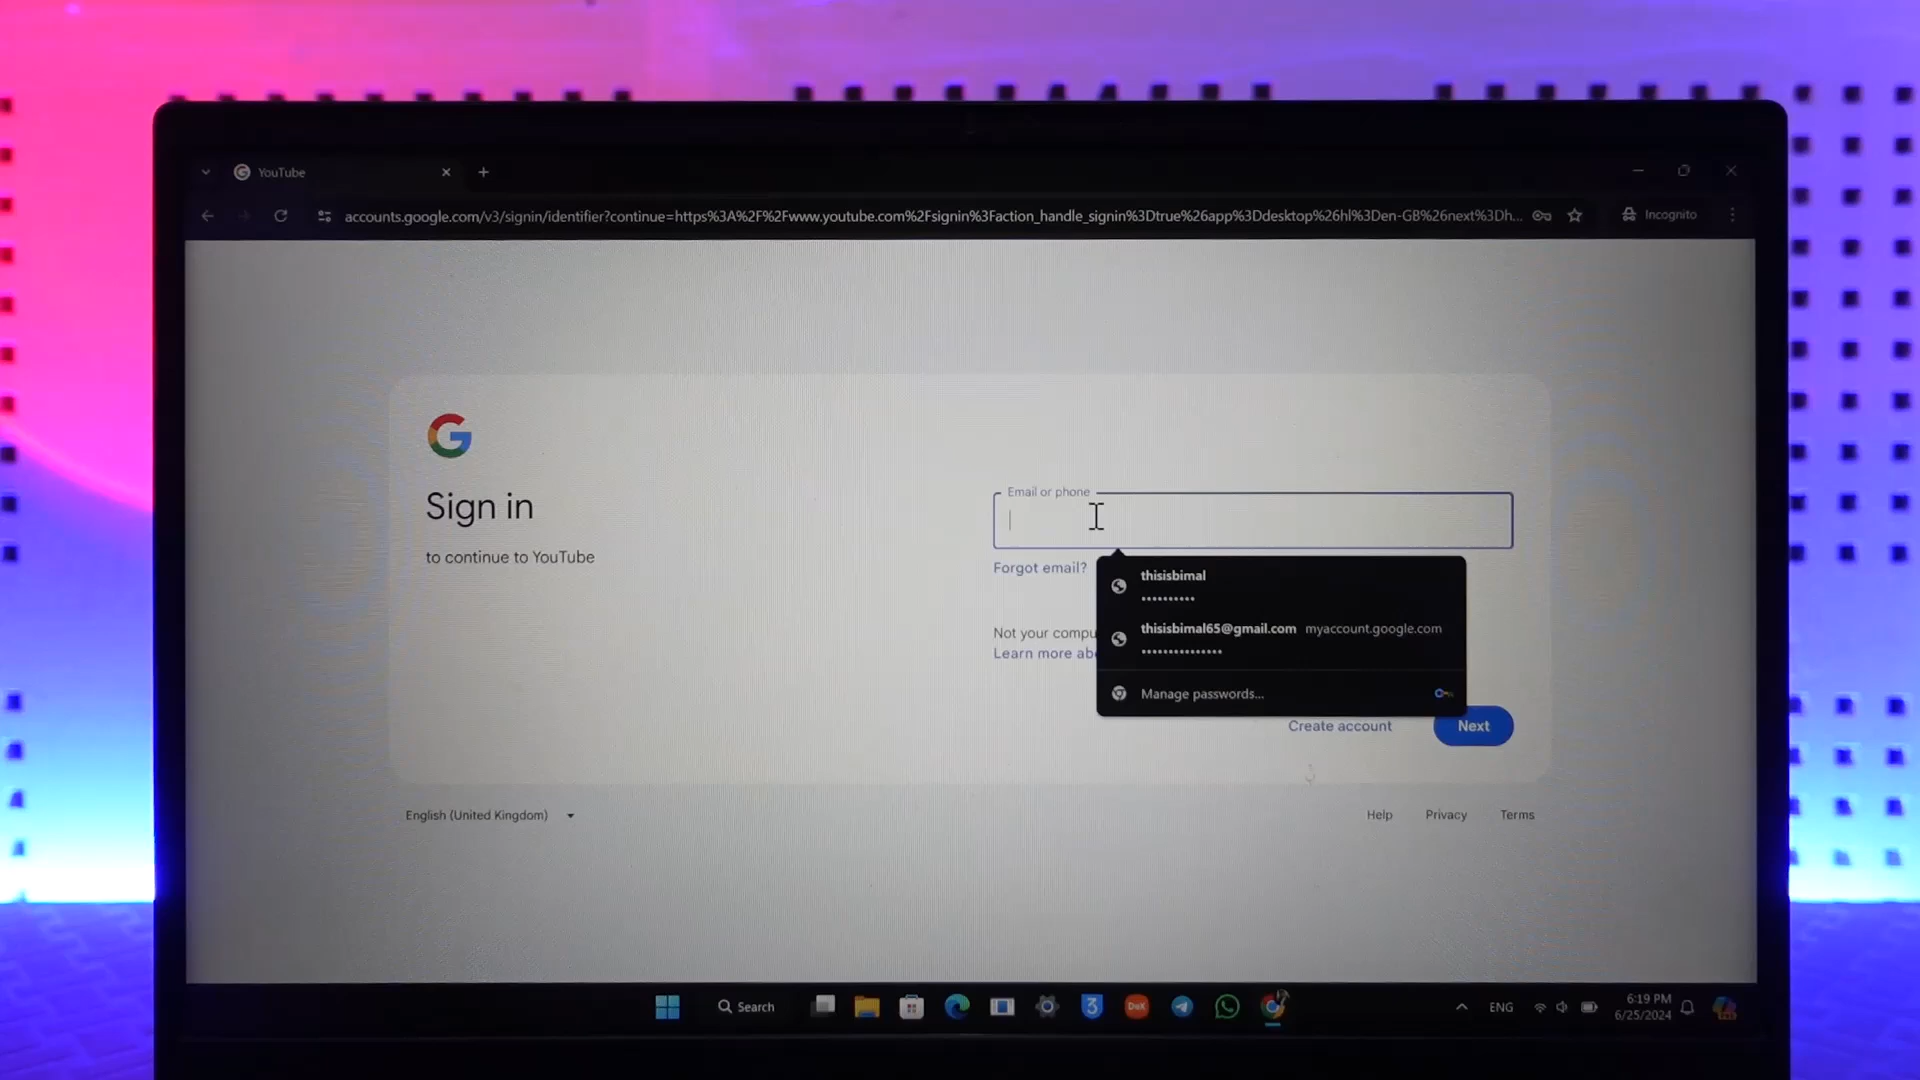 YouTube
accounts.google.com/v3/signin/identifier?continue=https%3A%2F%2Fwww.youtube.com%2Fsignin%3Faction_handle_signin%3Dtrue%26app%3Ddesktop%26hl%3Den-GB%26next%3Dh...
Incognito
Sign in
to continue to YouTube
Email or phone
Forgot email?
thisisbimal
••••••••••
thisisbimal65@gmail.com myaccount.google.com
•••••••••••••••
Manage passwords...
Not your compu
Learn more ab
Create account
Next
English (United Kingdom)
Help
Privacy
Terms
Search
ENG
6:19 PM
6/25/2024